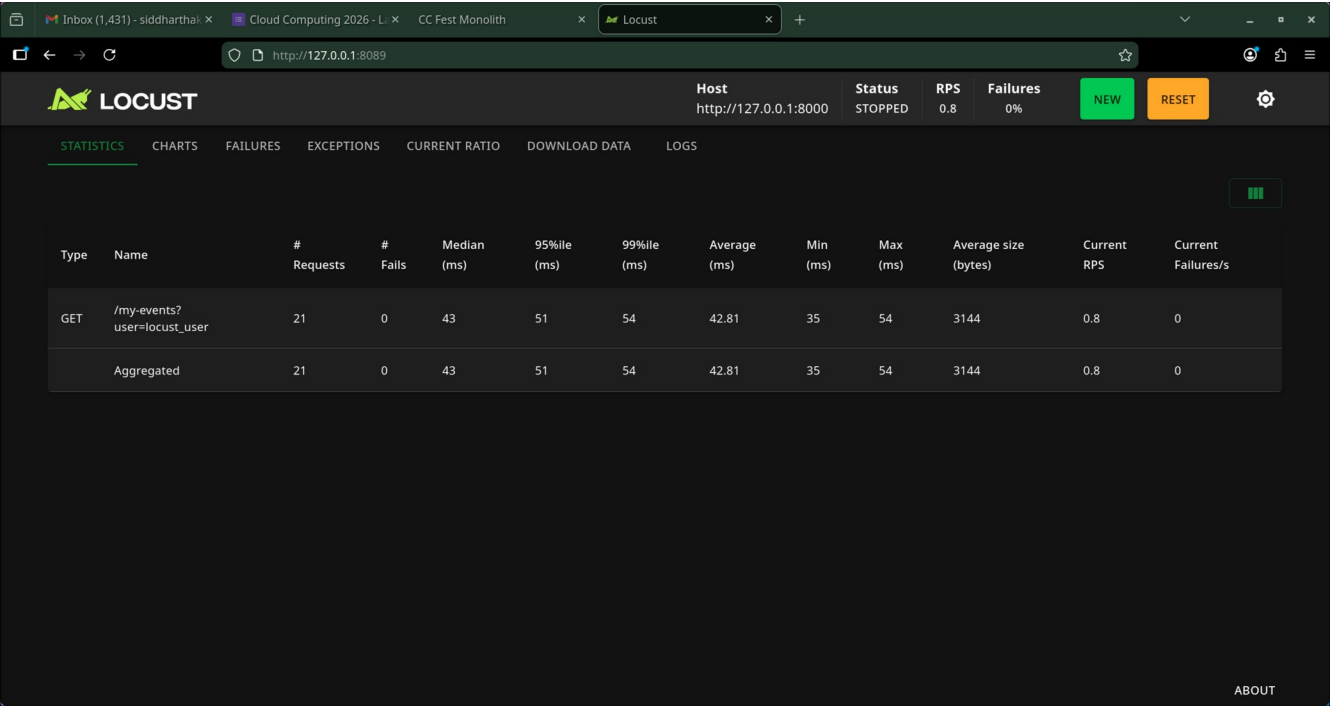 Inbox (1,431) - siddharthak
Cloud Computing 2026 - La
CC Fest Monolith
Locust
http://127.0.0.1:8089
LOCUST
Host
http://127.0.0.1:8000
Status
STOPPED
RPS
0.8
Failures
0%
NEW
RESET
STATISTICS CHARTS FAILURES EXCEPTIONS CURRENT RATIO DOWNLOAD DATA LOGS
Type Name # Requests # Fails Median (ms) 95%ile (ms) 99%ile (ms) Average (ms) Min (ms) Max (ms) Average size (bytes) Current RPS Current Failures/s
GET /my-events?user=locust_user 21 0 43 51 54 42.81 35 54 3144 0.8 0
Aggregated 21 0 43 51 54 42.81 35 54 3144 0.8 0
ABOUT